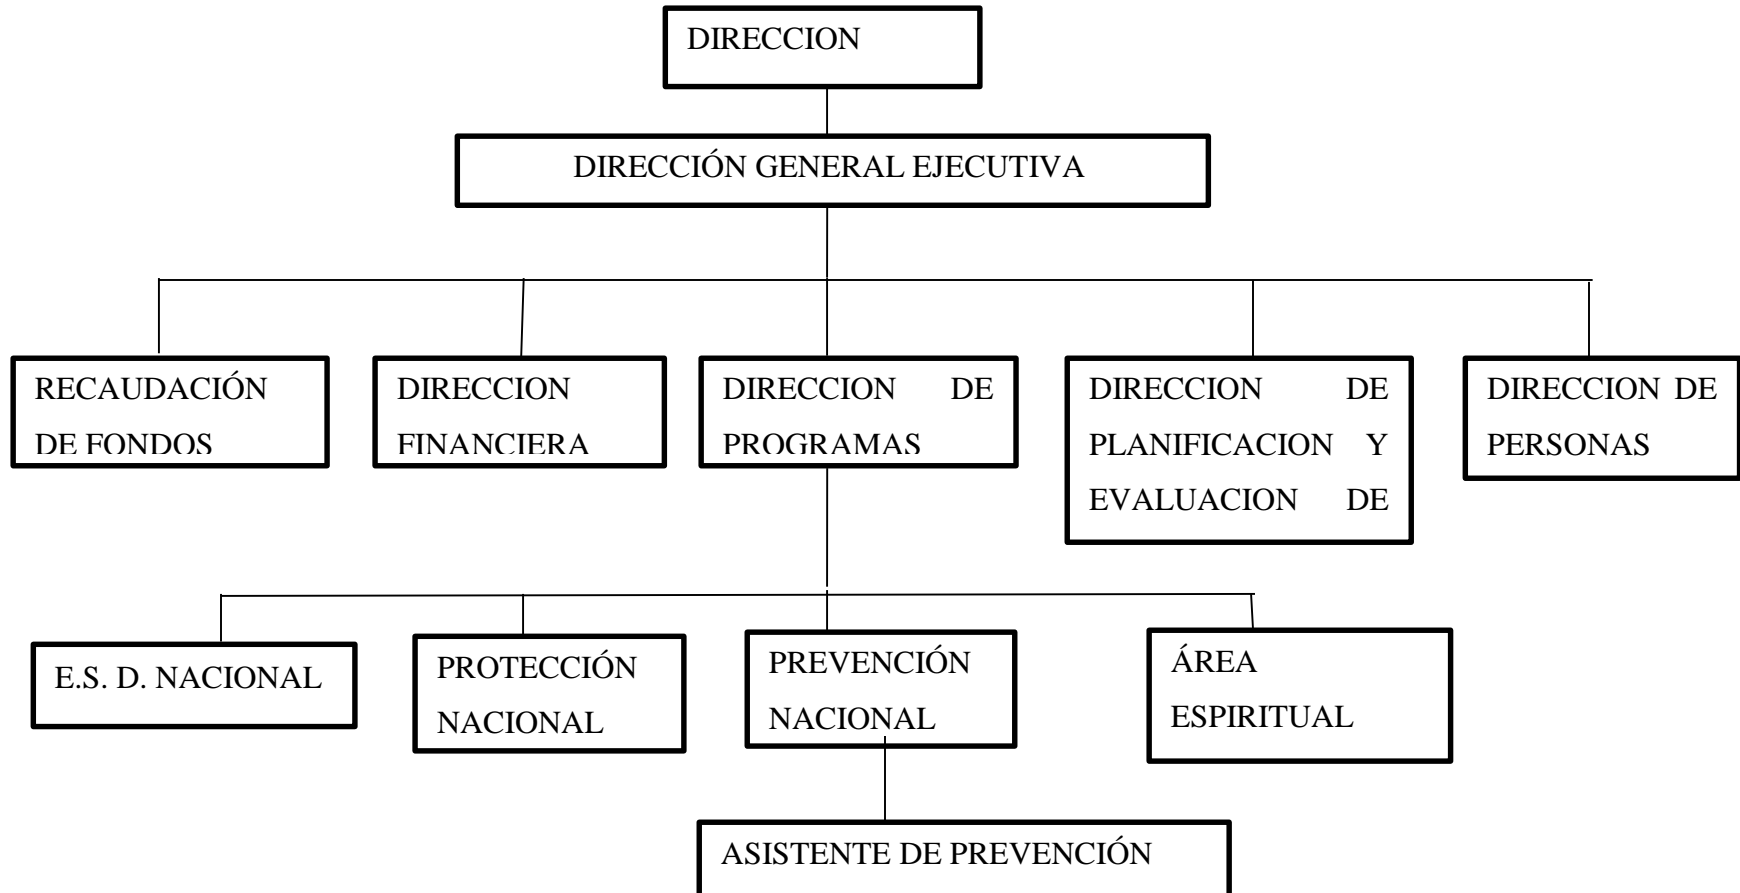 DIRECCION
DIRECCIÓN GENERAL EJECUTIVA
RECAUDACIÓN
DE FONDOS
DIRECCION
FINANCIERA
DIRECCION DE
PROGRAMAS
DIRECCION DE
PLANIFICACION Y
EVALUACION DE
DIRECCION DE
PERSONAS
E.S. D. NACIONAL
PROTECCIÓN
NACIONAL
PREVENCIÓN
NACIONAL
ÁREA
ESPIRITUAL
ASISTENTE DE PREVENCIÓN